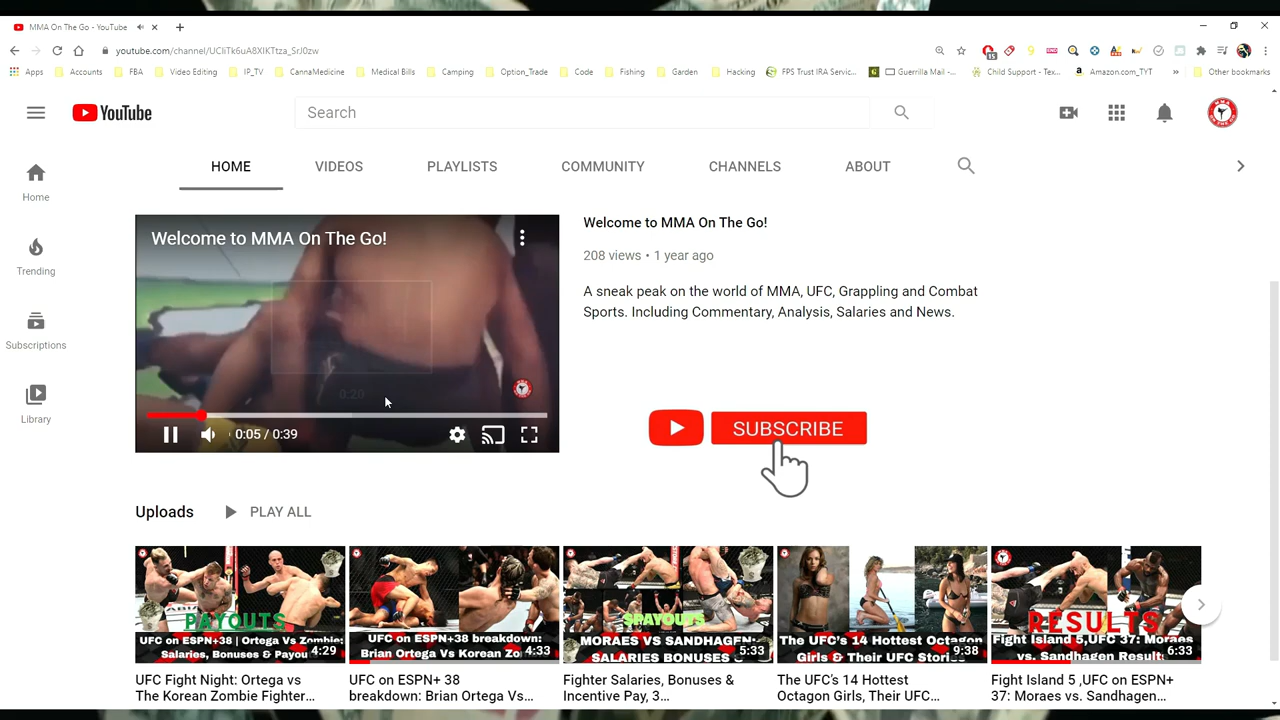 MMA On The Go - YouTube
youtube.com/channel/UCIiTk6uA8XIKTtza_SrJ0zw
15
Apps Accounts FBA Video Editing IP_TV CannaMedicine Medical Bills Camping Option_Trade Code Fishing Garden Hacking FPS Trust IRA Servic... Guerrilla Mail -... Child Support - Tex... Amazon.com_TYT » Other bookmarks
YouTube
Search
HOME VIDEOS PLAYLISTS COMMUNITY CHANNELS ABOUT
Home
Trending
Subscriptions
Library
Welcome to MMA On The Go!
0:20
0:05 / 0:39
Welcome to MMA On The Go!
208 views • 1 year ago
A sneak peak on the world of MMA, UFC, Grappling and Combat
Sports. Including Commentary, Analysis, Salaries and News.
SUBSCRIBE
Uploads PLAY ALL
PAYOUTS
UFC on ESPN+38 | Ortega Vs Zombie:
Salaries, Bonuses & Payou
4:29
UFC Fight Night: Ortega vs
The Korean Zombie Fighter...
UFC on ESPN+38 breakdown:
Brian Ortega Vs Korean Zo
4:33
UFC on ESPN+ 38
breakdown: Brian Ortega Vs...
$PAYOUTS
MORAES VS SANDHAGEN:
SALARIES BONUSES &
5:33
Fighter Salaries, Bonuses &
Incentive Pay, 3...
The UFC's 14 Hottest Octagon
Girls & Their UFC Stori
9:38
The UFC's 14 Hottest
Octagon Girls, Their UFC...
RESULTS
Fight Island 5,UFC 37: Moraes
vs. Sandhagen Result
6:33
Fight Island 5 ,UFC on ESPN+
37: Moraes vs. Sandhagen...